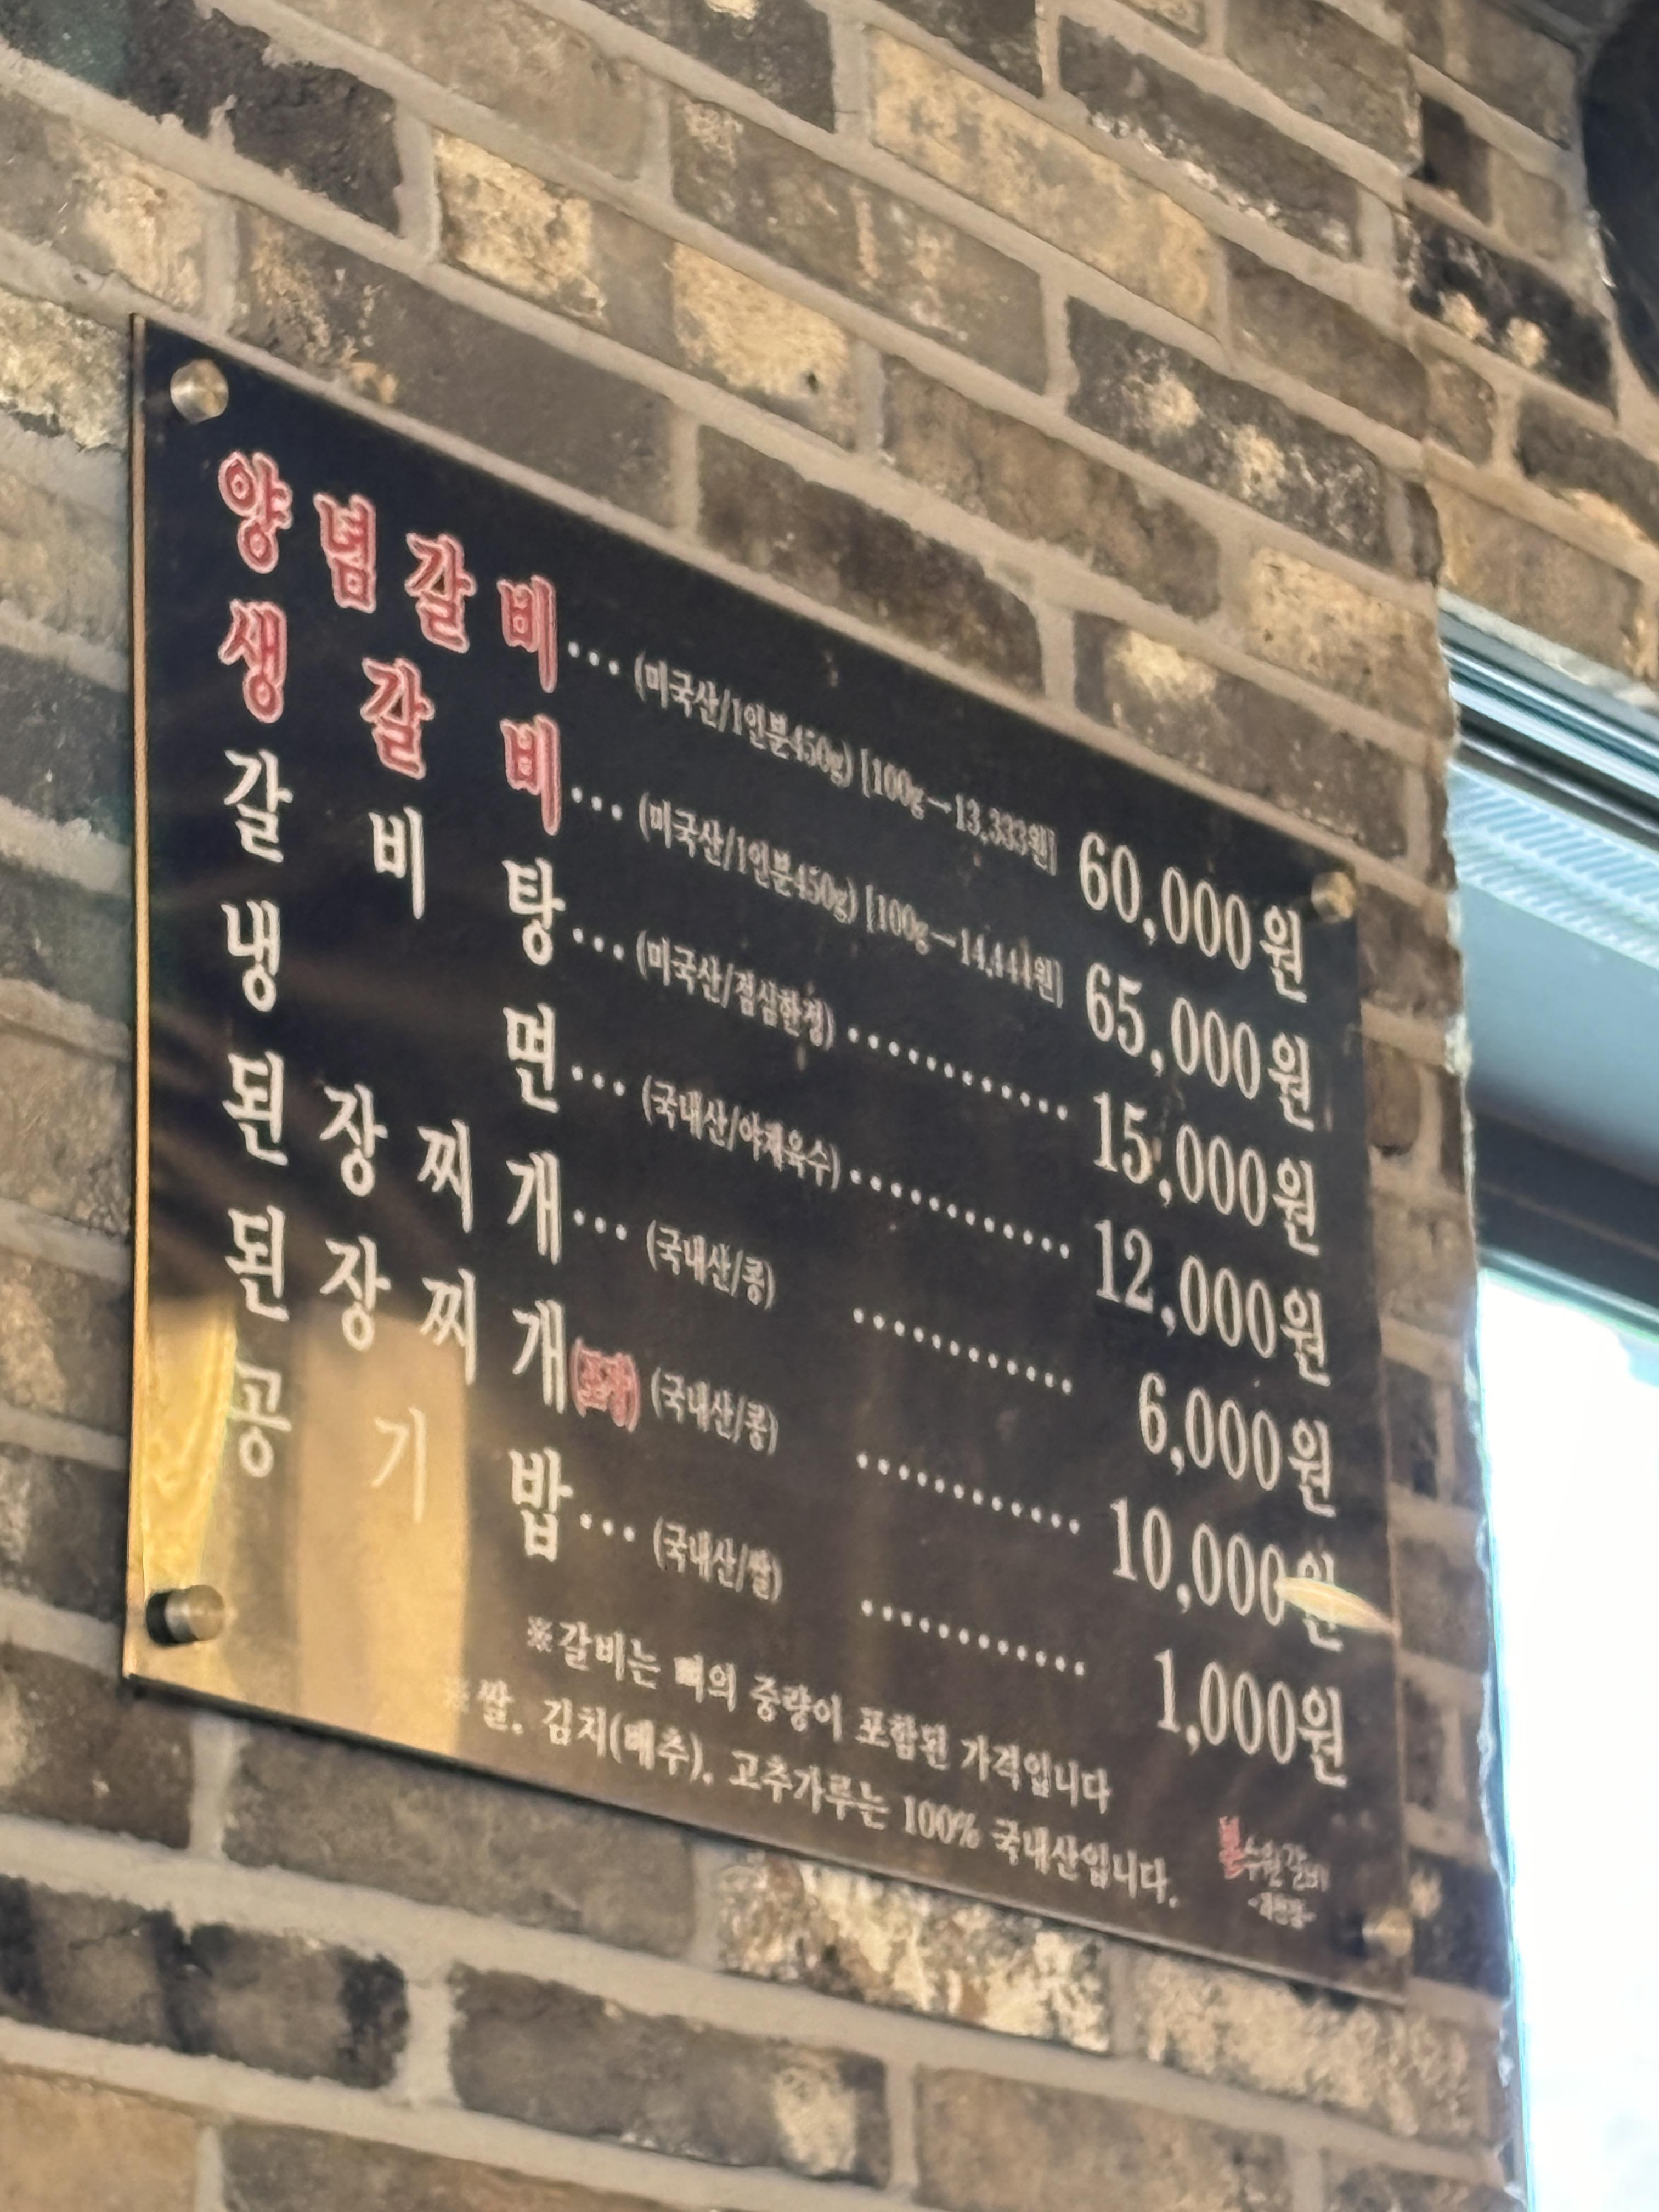 양념갈비... (미국산/1인분450g) [100g→13,333원] 60,000원
생갈비... (미국산/1인분450g) [100g→14,444원] 65,000원
갈비탕... (미국산/점심한정) ............ 15,000원
냉면... (국내산/야채육수) ............ 12,000원
된장찌개... (국내산/콩) ............ 6,000원
된장찌개 (국내산/콩) ............ 10,000원
공기밥... (국내산/쌀) ............ 1,000원
※갈비는 뼈의 중량이 포함된 가격입니다
※쌀, 김치(배추), 고추가루는 100% 국내산입니다.
본수원갈비